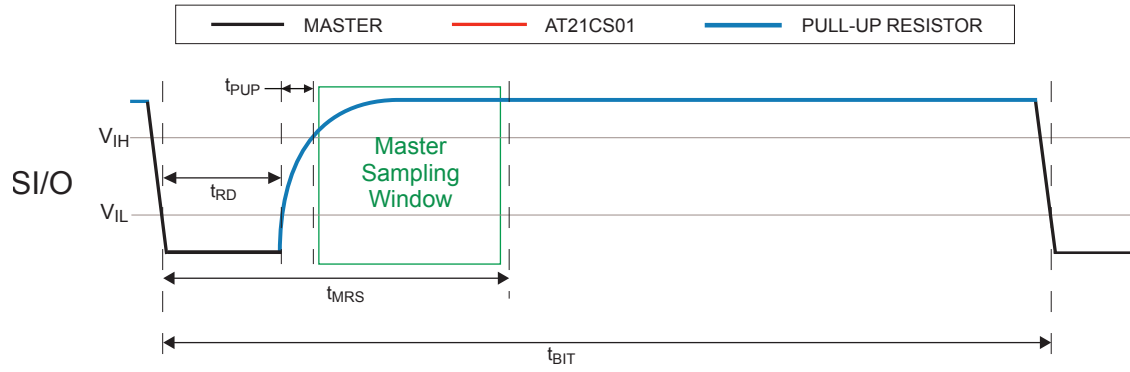 MASTER AT21CS01 PULL-UP RESISTOR
tPUP
VIH
SI/O
tRD
Master
Sampling
Window
VIL
tMRS
tBIT